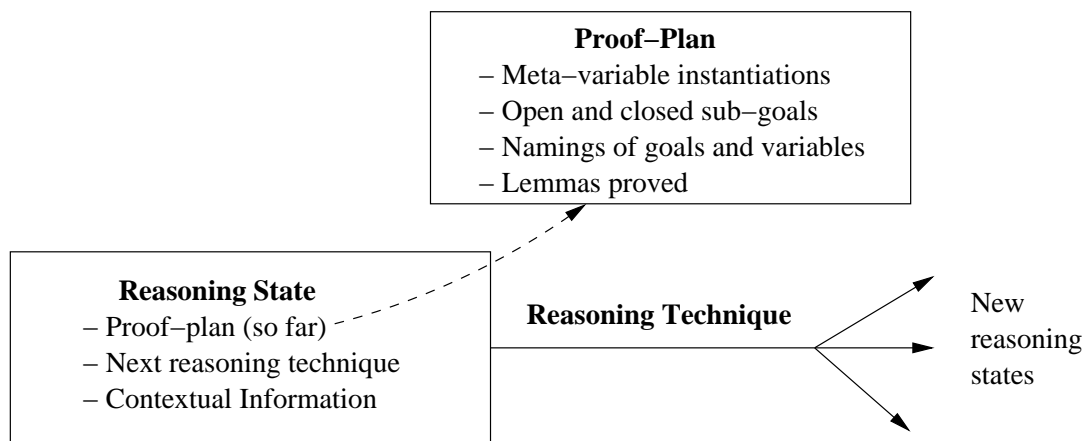 Proof–Plan
– Meta–variable instantiations
– Open and closed sub–goals
– Namings of goals and variables
– Lemmas proved
Reasoning State
– Proof–plan (so far)
– Next reasoning technique
– Contextual Information
Reasoning Technique
New
reasoning
states